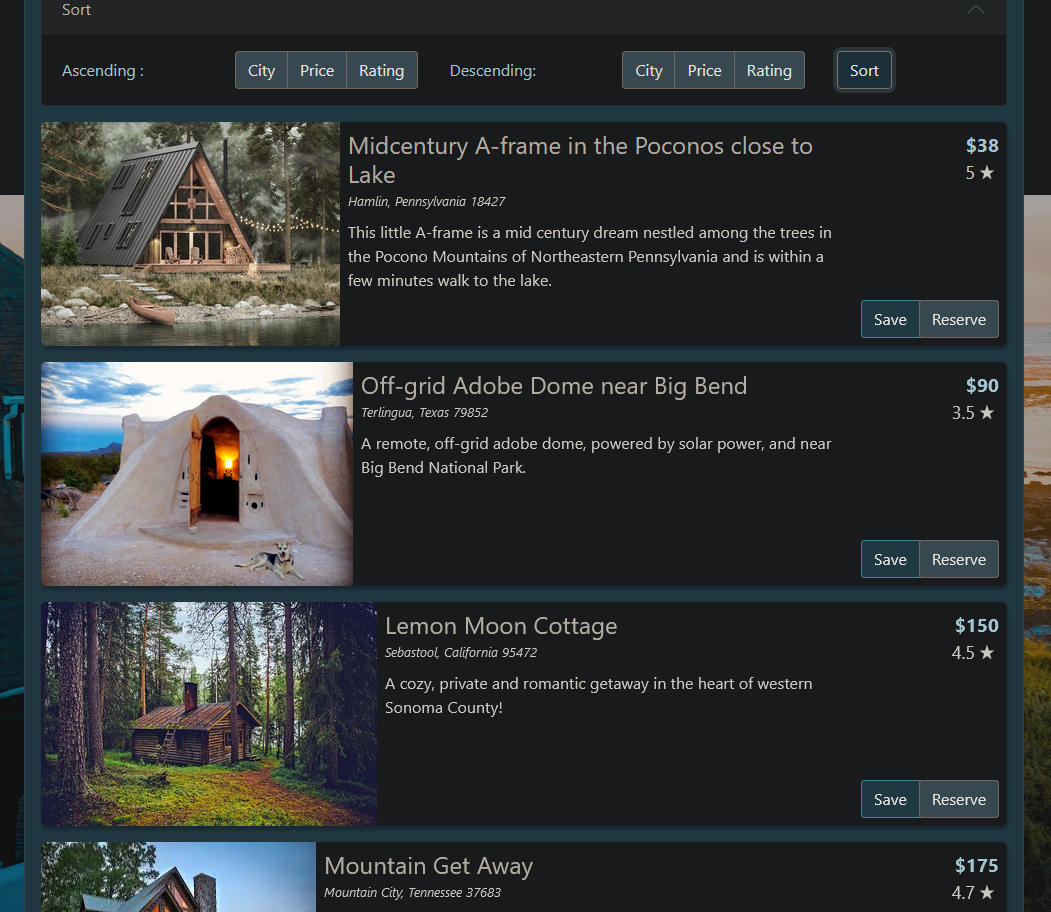 Sort
Ascending : City Price Rating Descending: City Price Rating Sort
Midcentury A-frame in the Poconos close to
Lake
$38
5 ★
Hamlin, Pennsylvania 18427
This little A-frame is a mid century dream nestled among the trees in
the Pocono Mountains of Northeastern Pennsylvania and is within a
few minutes walk to the lake.
Save Reserve
Off-grid Adobe Dome near Big Bend
$90
Terlingua, Texas 79852
3.5 ★
A remote, off-grid adobe dome, powered by solar power, and near
Big Bend National Park.
Save Reserve
Lemon Moon Cottage
$150
Sebastool, California 95472
4.5 ★
A cozy, private and romantic getaway in the heart of western
Sonoma County!
Save Reserve
Mountain Get Away
$175
Mountain City, Tennessee 37683
4.7 ★